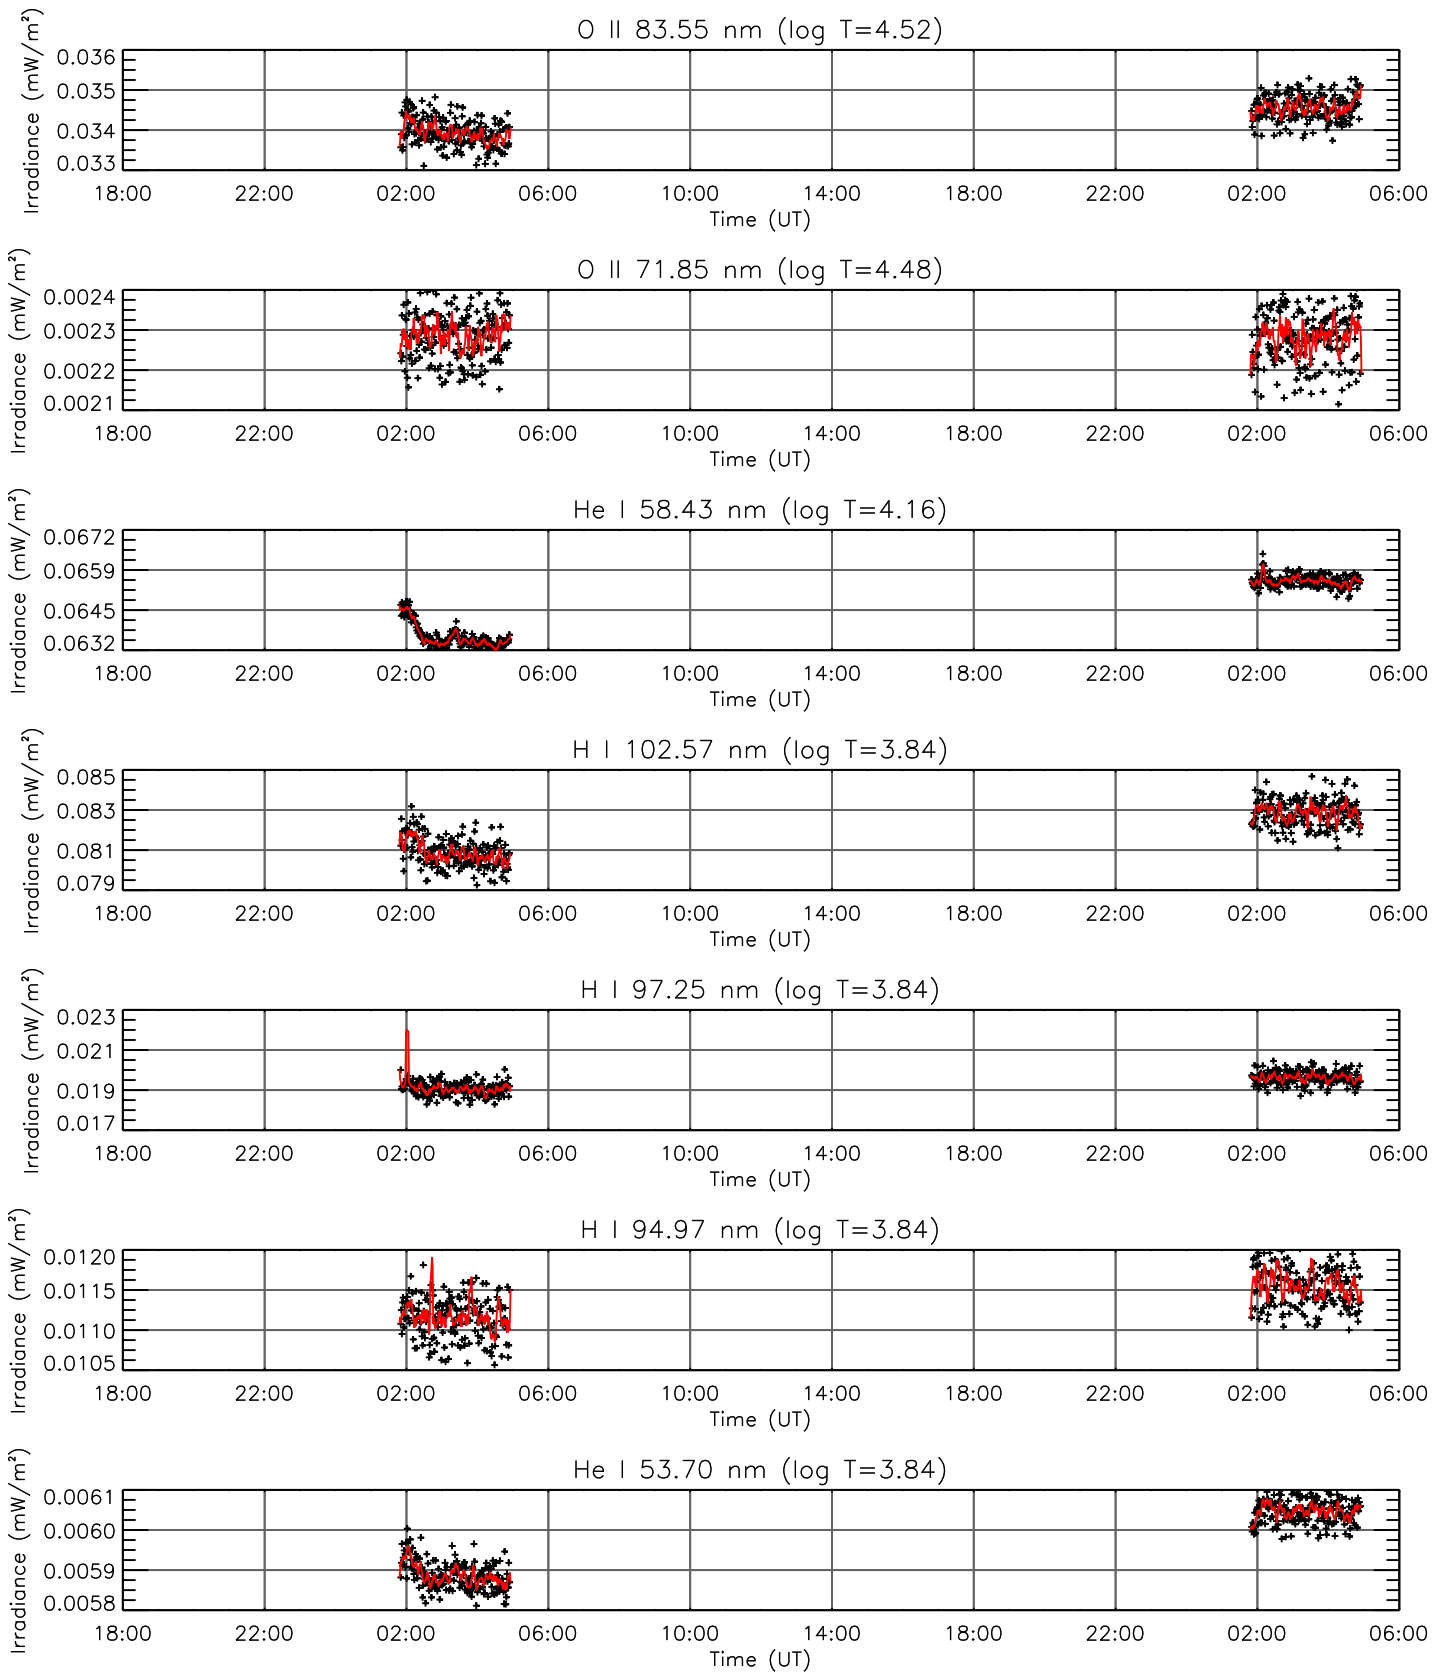 O II 83.55 nm (log T=4.52)
Irradiance (mW/m²)
0.036
0.035
0.034
0.033
18:00 22:00 02:00 06:00 10:00 14:00 18:00 22:00 02:00 06:00
Time (UT)
O II 71.85 nm (log T=4.48)
Irradiance (mW/m²)
0.0024
0.0023
0.0022
0.0021
18:00 22:00 02:00 06:00 10:00 14:00 18:00 22:00 02:00 06:00
Time (UT)
He I 58.43 nm (log T=4.16)
Irradiance (mW/m²)
0.0672
0.0659
0.0645
0.0632
18:00 22:00 02:00 06:00 10:00 14:00 18:00 22:00 02:00 06:00
Time (UT)
H I 102.57 nm (log T=3.84)
Irradiance (mW/m²)
0.085
0.083
0.081
0.079
18:00 22:00 02:00 06:00 10:00 14:00 18:00 22:00 02:00 06:00
Time (UT)
H I 97.25 nm (log T=3.84)
Irradiance (mW/m²)
0.023
0.021
0.019
0.017
18:00 22:00 02:00 06:00 10:00 14:00 18:00 22:00 02:00 06:00
Time (UT)
H I 94.97 nm (log T=3.84)
Irradiance (mW/m²)
0.0120
0.0115
0.0110
0.0105
18:00 22:00 02:00 06:00 10:00 14:00 18:00 22:00 02:00 06:00
Time (UT)
He I 53.70 nm (log T=3.84)
Irradiance (mW/m²)
0.0061
0.0060
0.0059
0.0058
18:00 22:00 02:00 06:00 10:00 14:00 18:00 22:00 02:00 06:00
Time (UT)